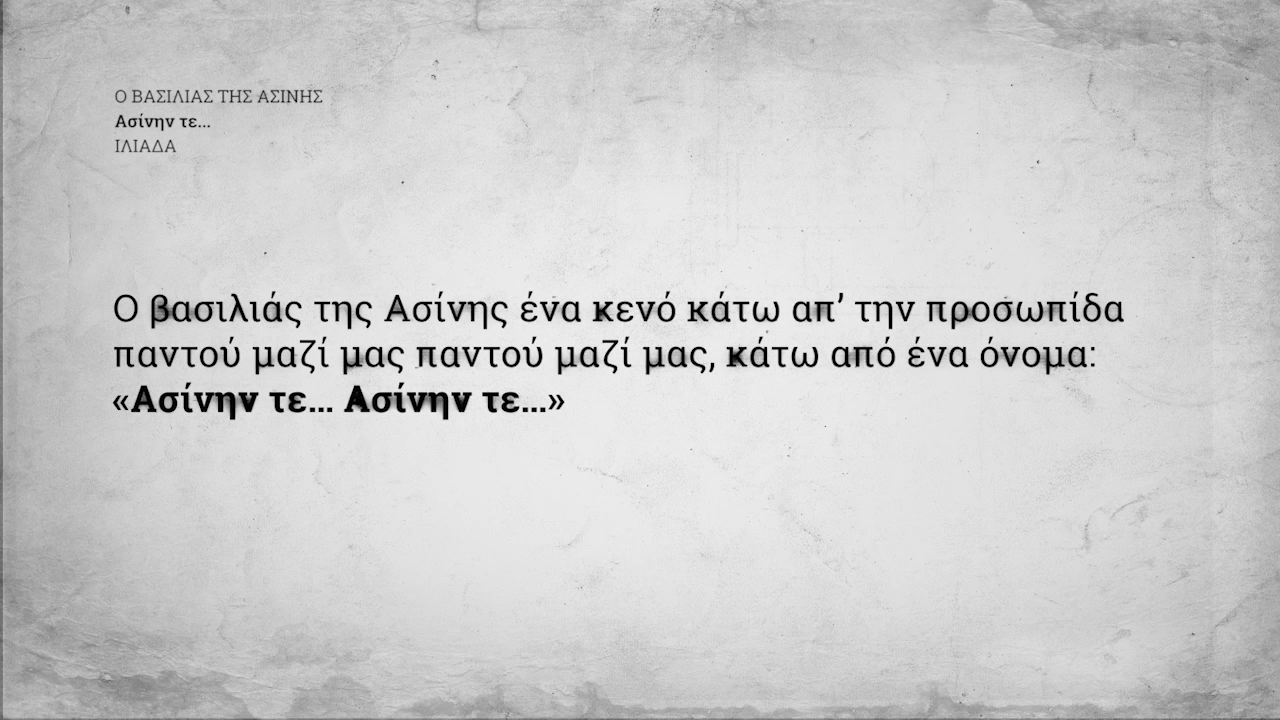 Ο ΒΑΣΙΛΙΑΣ ΤΗΣ ΑΣΙΝΗΣ
Ασίνην τε...
ΙΛΙΑΔΑ
Ο βασιλιάς της Ασίνης ένα κενό κάτω απ’ την προσωπίδα
παντού μαζί μας παντού μαζί μας, κάτω από ένα όνομα:
«Ασίνην τε... Ασίνην τε...»